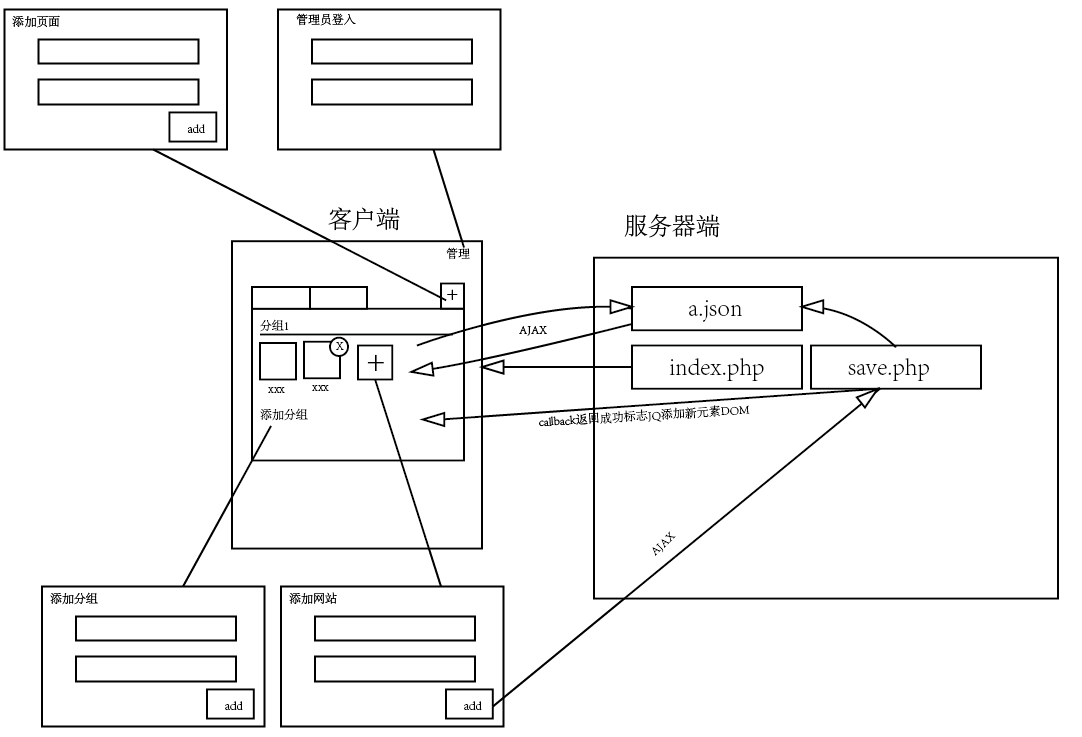 添加页面
add
管理员登入
客户端
管理
+
分组1
X
+
xxx
xxx
添加分组
服务器端
a.json
index.php
save.php
AJAX
callback返回成功标志JQ添加新元素DOM
AJAX
添加分组
add
添加网站
add